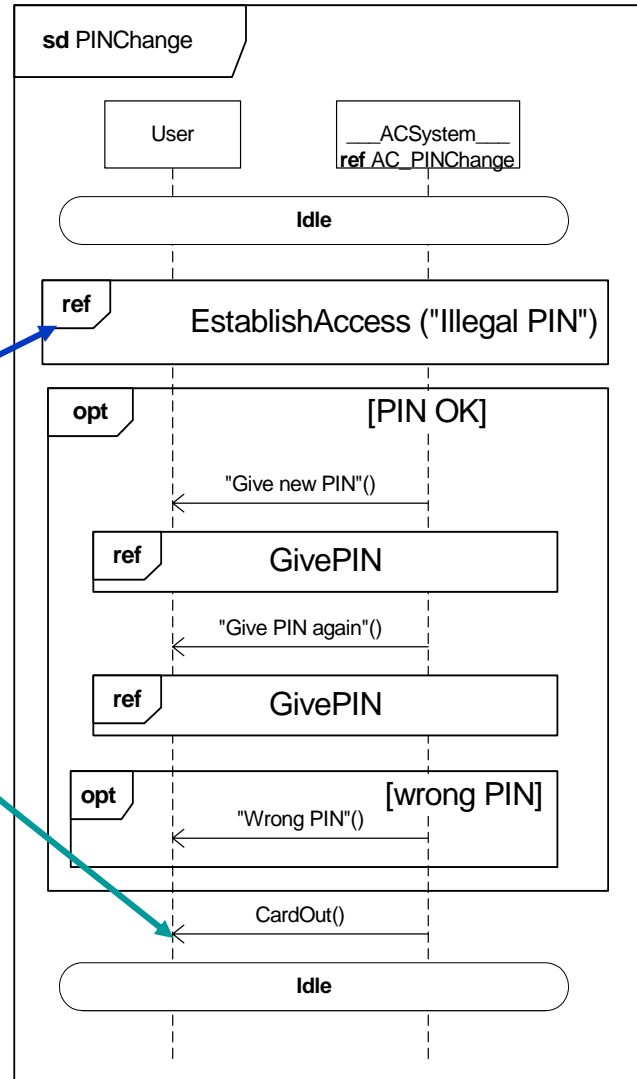 sd PINChange
User
___ACSystem___
ref AC_PINChange
Idle
ref
EstablishAccess ("Illegal PIN")
opt
[PIN OK]
"Give new PIN"()
ref
GivePIN
"Give PIN again"()
ref
GivePIN
opt
[wrong PIN]
"Wrong PIN"()
CardOut()
Idle